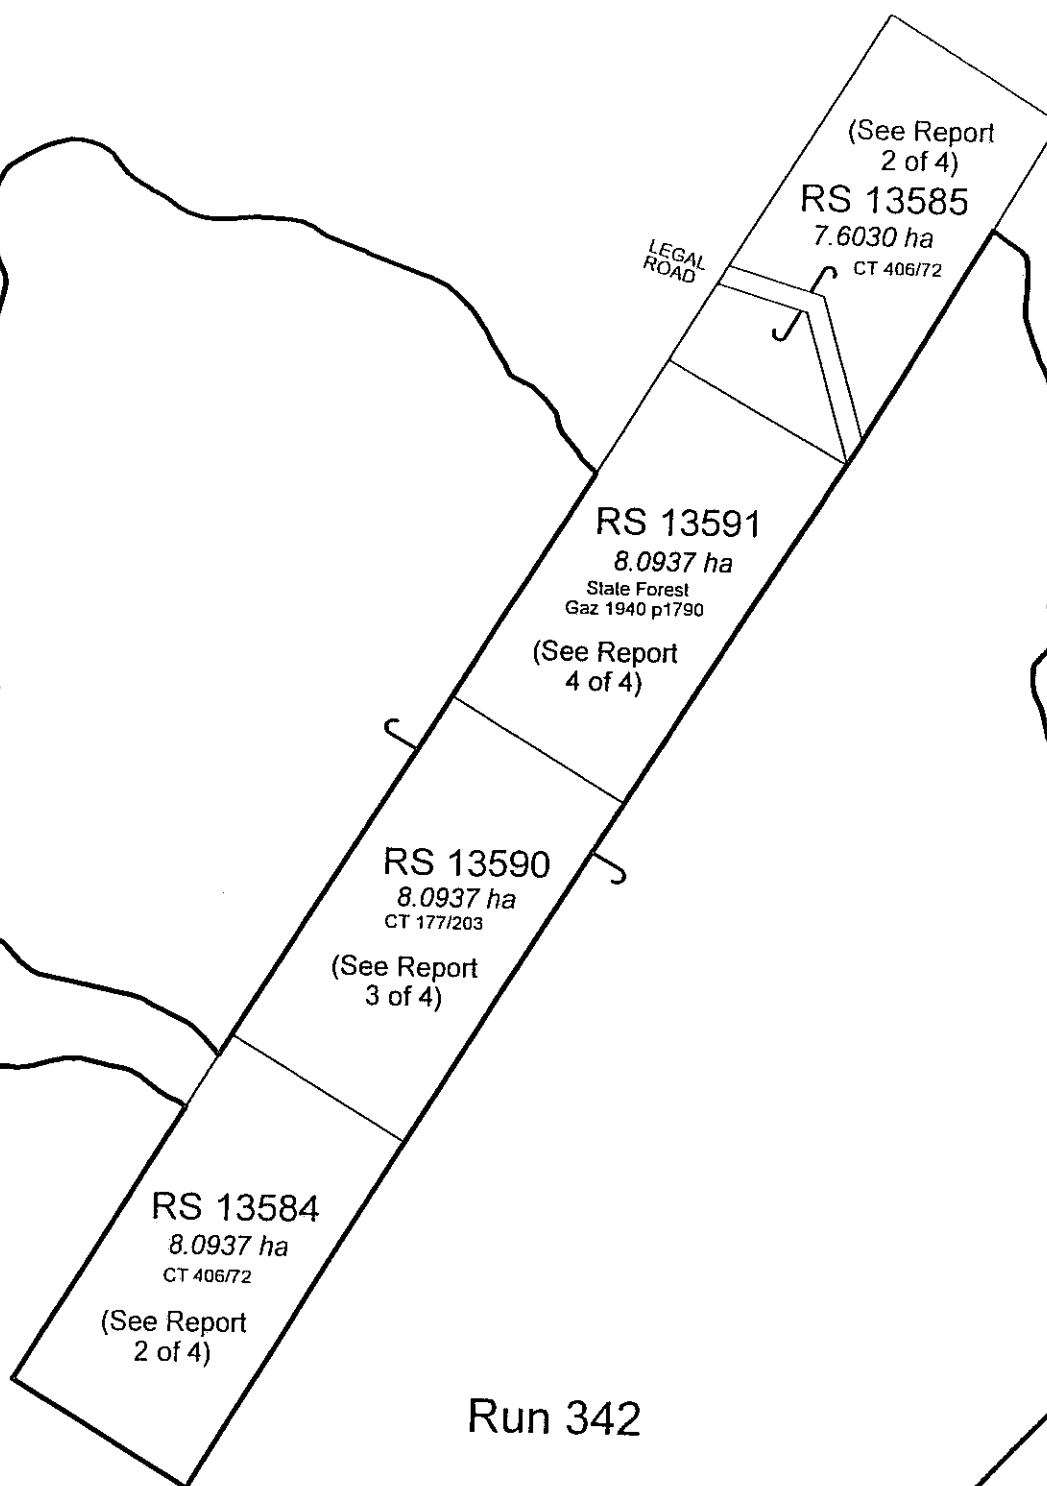 (See Report
2 of 4)
RS 13585
7.6030 ha
CT 406/72
LEGAL
ROAD
RS 13591
8.0937 ha
State Forest
Gaz 1940 p1790
(See Report
4 of 4)
RS 13590
8.0937 ha
CT 177/203
(See Report
3 of 4)
RS 13584
8.0937 ha
CT 406/72
(See Report
2 of 4)
Run 342